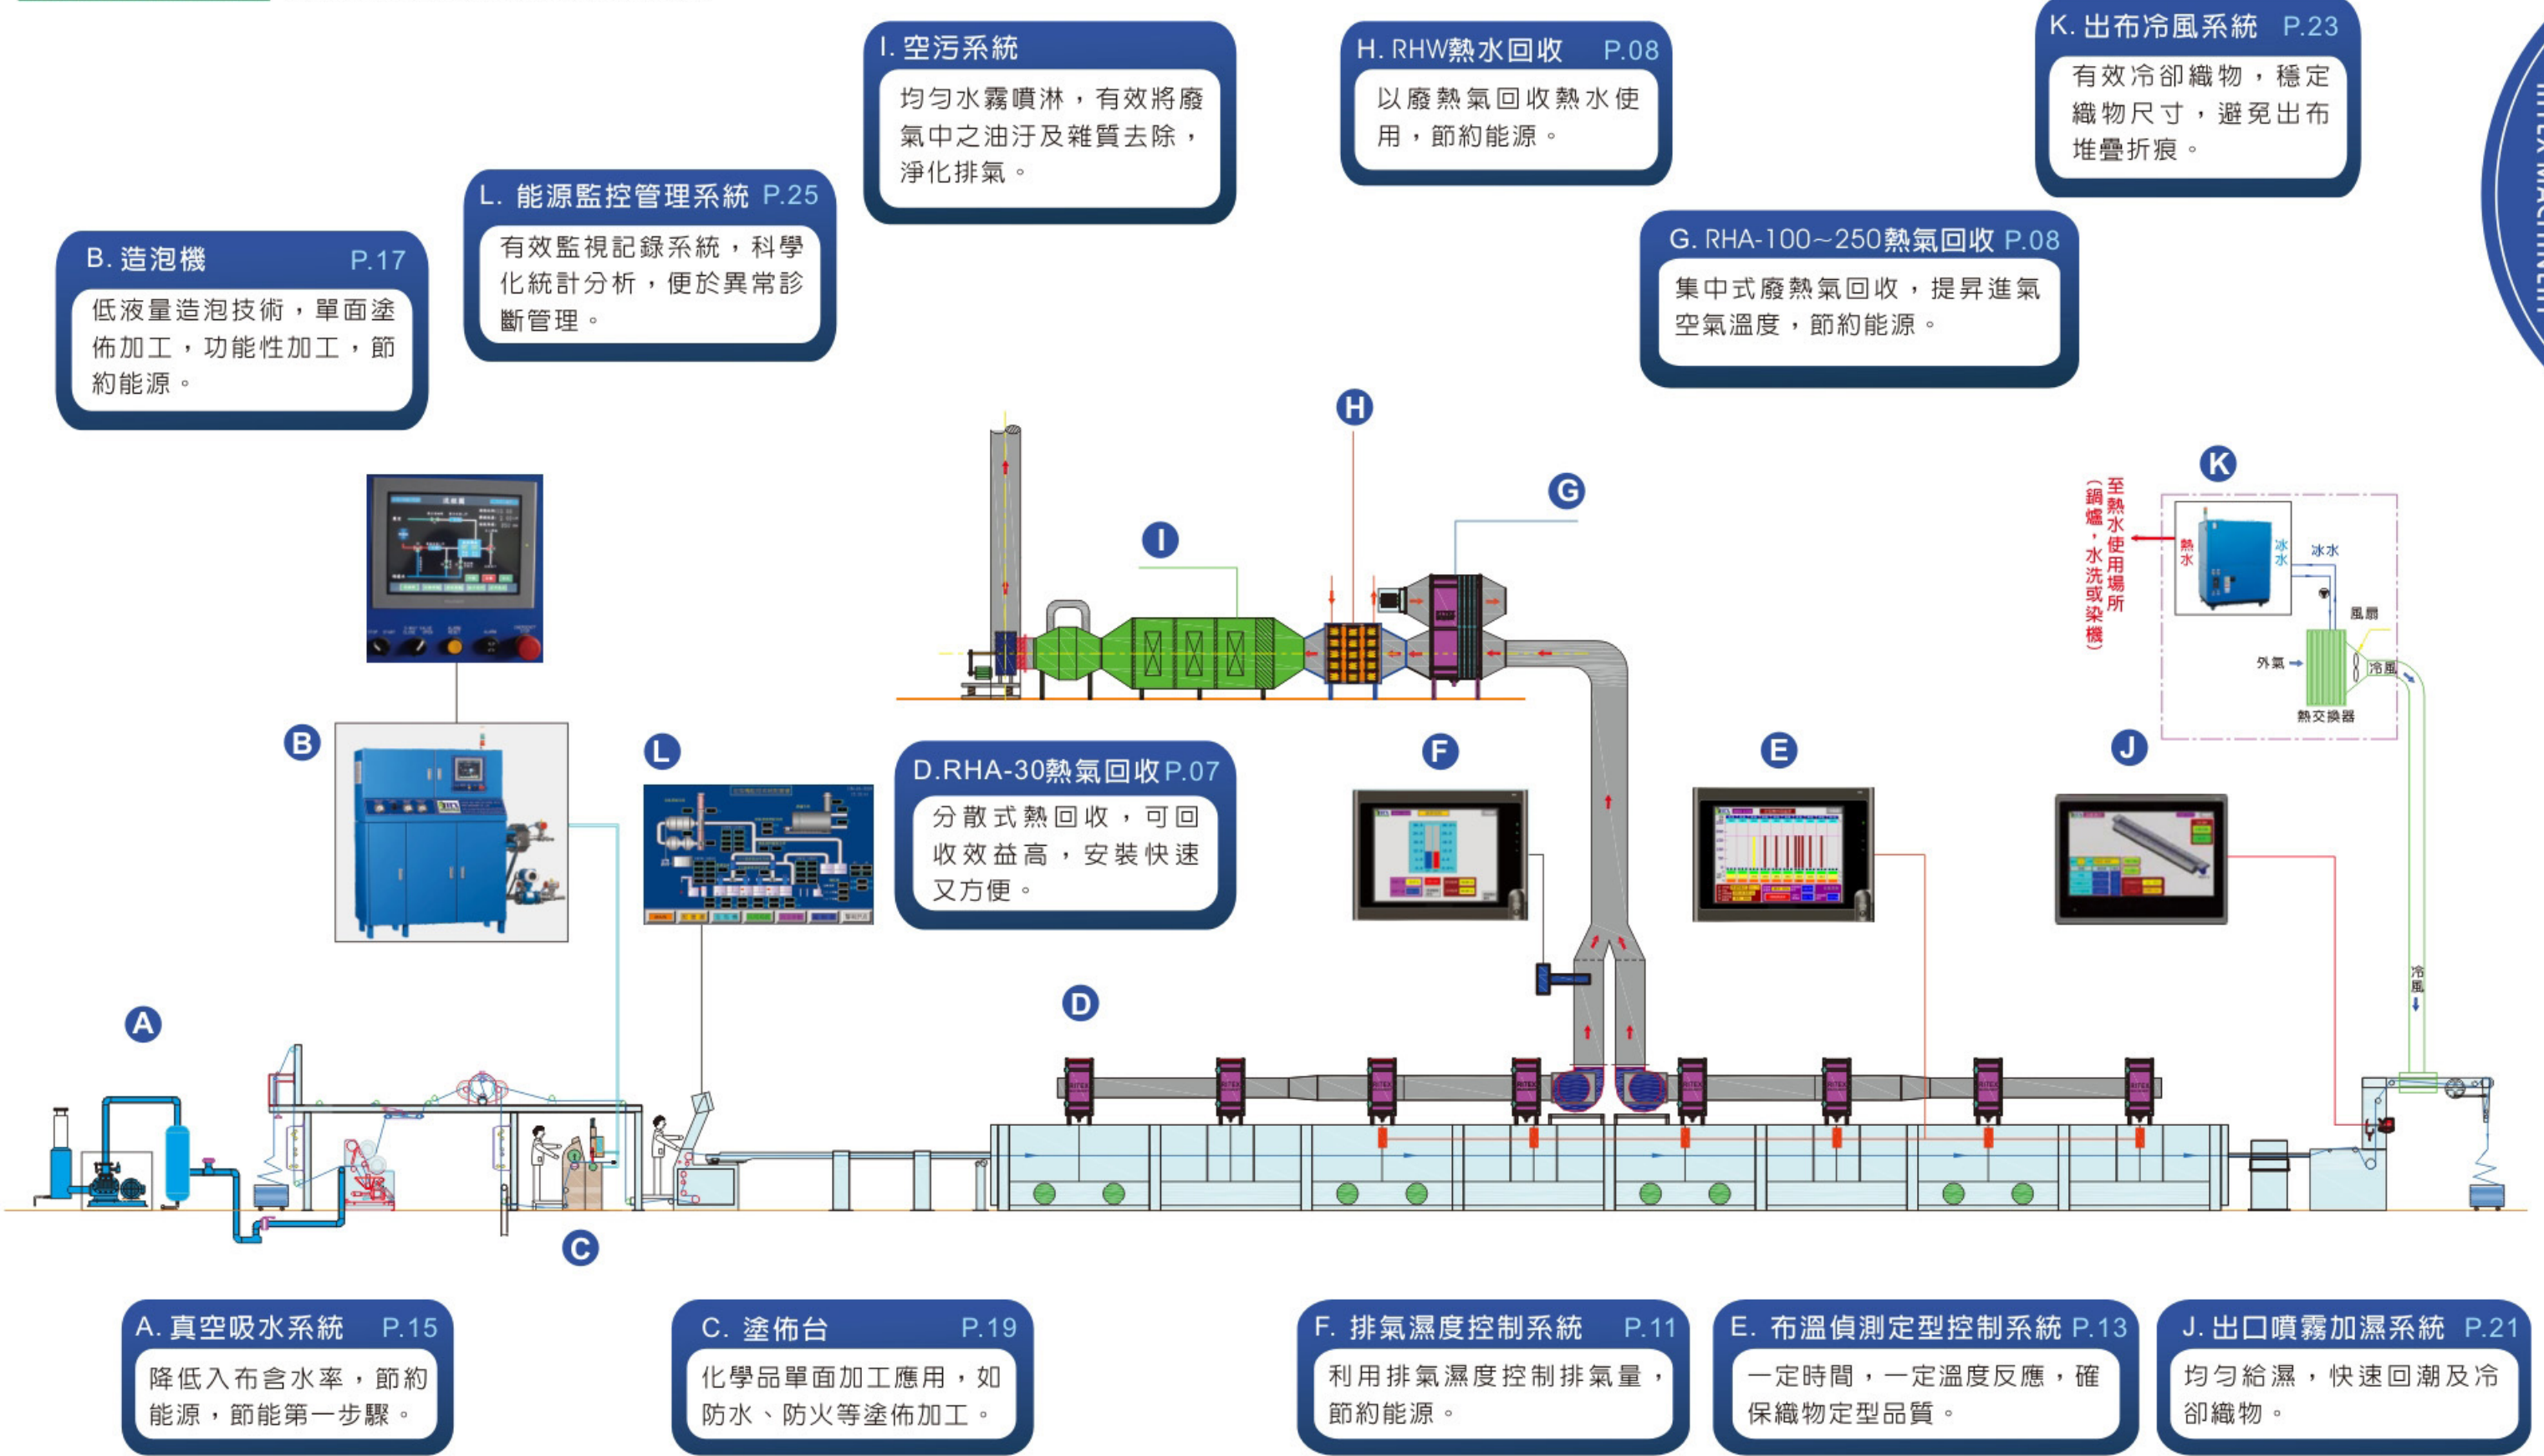 I. 空污系統
均勻水霧噴淋，有效將廢
氣中之油汙及雜質去除，
淨化排氣。
H. RHW熱水回收 P.08
以廢熱氣回收熱水使
用，節約能源。
K. 出布冷風系統 P.23
有效冷卻織物，穩定
織物尺寸，避免出布
堆疊折痕。
L. 能源監控管理系統 P.25
有效監視記錄系統，科學
化統計分析，便於異常診
斷管理。
G. RHA-100~250熱氣回收 P.08
集中式廢熱氣回收，提昇進氣
空氣溫度，節約能源。
B. 造泡機 P.17
低液量造泡技術，單面塗
佈加工，功能性加工，節
約能源。
H
K
G
I
至熱水使用場所
（鍋爐，水洗或染機）
熱水
冰水
冰水
風扇
外氣
冷風
熱交換器
B
L
D.RHA-30熱氣回收P.07
分散式熱回收，可回
收效益高，安裝快速
又方便。
F
E
J
冷風
A
D
RITEX
RITEX
RITEX
RITEX
RITEX
RITEX
RITEX
RITEX
C
A. 真空吸水系統 P.15
降低入布含水率，節約
能源，節能第一步驟。
C. 塗佈台 P.19
化學品單面加工應用，如
防水、防火等塗佈加工。
F. 排氣濕度控制系統 P.11
利用排氣濕度控制排氣量，
節約能源。
E. 布溫偵測定型控制系統 P.13
一定時間，一定溫度反應，確
保織物定型品質。
J. 出口噴霧加濕系統 P.21
均勻給濕，快速回潮及冷
卻織物。